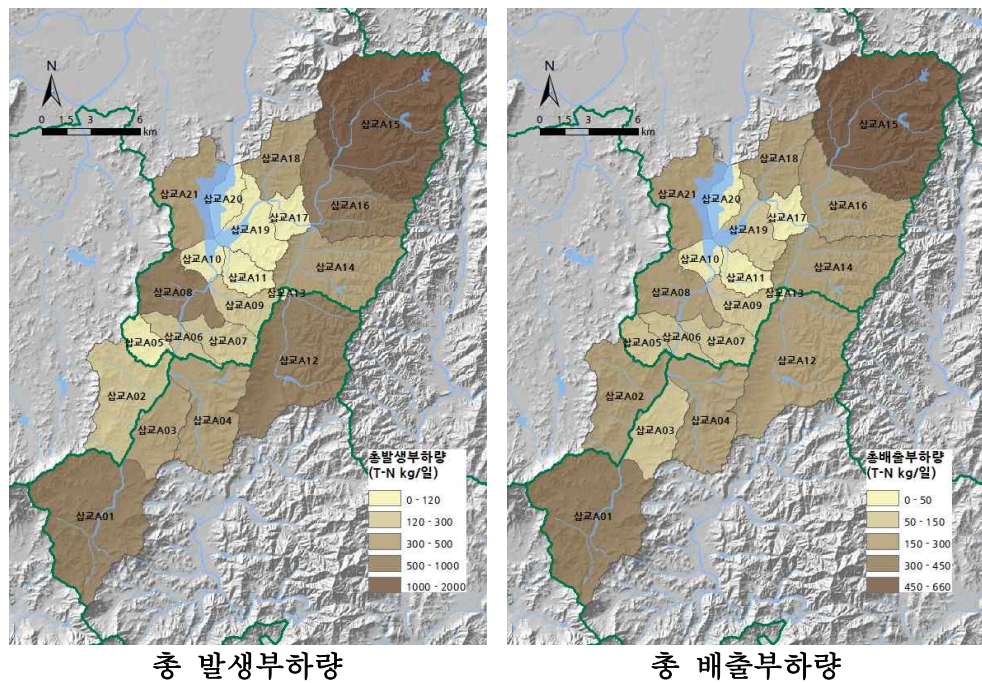 N
0 1.5 3 6
km
삽교A15
삽교A18
삽교A21
삽교A20
삽교A16
삽교A17
삽교A19
삽교A10
삽교A11
삽교A14
삽교A08
삽교A13
삽교A09
삽교A05
삽교A06
삽교A07
삽교A12
삽교A02
삽교A03
삽교A04
삽교A01
총발생부하량
(T-N kg/일)
0 - 120
120 - 300
300 - 500
500 - 1000
1000 - 2000
총 발생부하량
N
0 1.5 3 6
km
삽교A15
삽교A18
삽교A21
삽교A20
삽교A16
삽교A17
삽교A19
삽교A10
삽교A11
삽교A14
삽교A08
삽교A13
삽교A09
삽교A05
삽교A06
삽교A07
삽교A12
삽교A02
삽교A03
삽교A04
삽교A01
총배출부하량
(T-N kg/일)
0 - 50
50 - 150
150 - 300
300 - 450
450 - 660
총 배출부하량